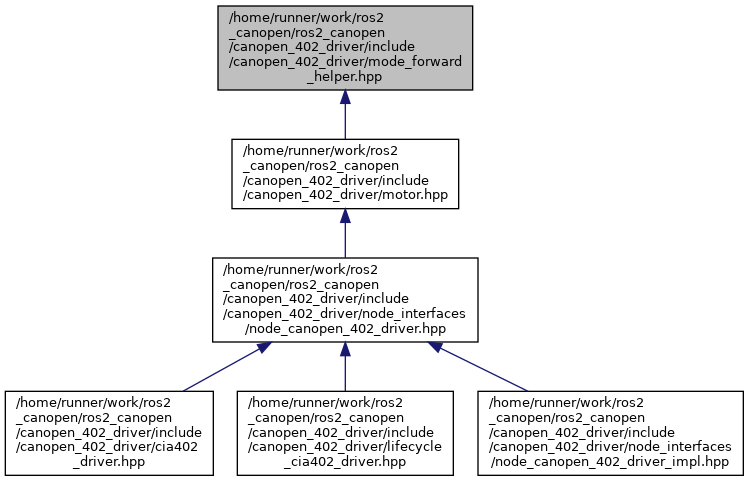 /home/runner/work/ros2
_canopen/ros2_canopen
/canopen_402_driver/include
/canopen_402_driver/mode_forward
_helper.hpp
/home/runner/work/ros2
_canopen/ros2_canopen
/canopen_402_driver/include
/canopen_402_driver/motor.hpp
/home/runner/work/ros2
_canopen/ros2_canopen
/canopen_402_driver/include
/canopen_402_driver/node_interfaces
/node_canopen_402_driver.hpp
/home/runner/work/ros2
_canopen/ros2_canopen
/canopen_402_driver/include
/canopen_402_driver/cia402
_driver.hpp
/home/runner/work/ros2
_canopen/ros2_canopen
/canopen_402_driver/include
/canopen_402_driver/lifecycle
_cia402_driver.hpp
/home/runner/work/ros2
_canopen/ros2_canopen
/canopen_402_driver/include
/canopen_402_driver/node_interfaces
/node_canopen_402_driver_impl.hpp